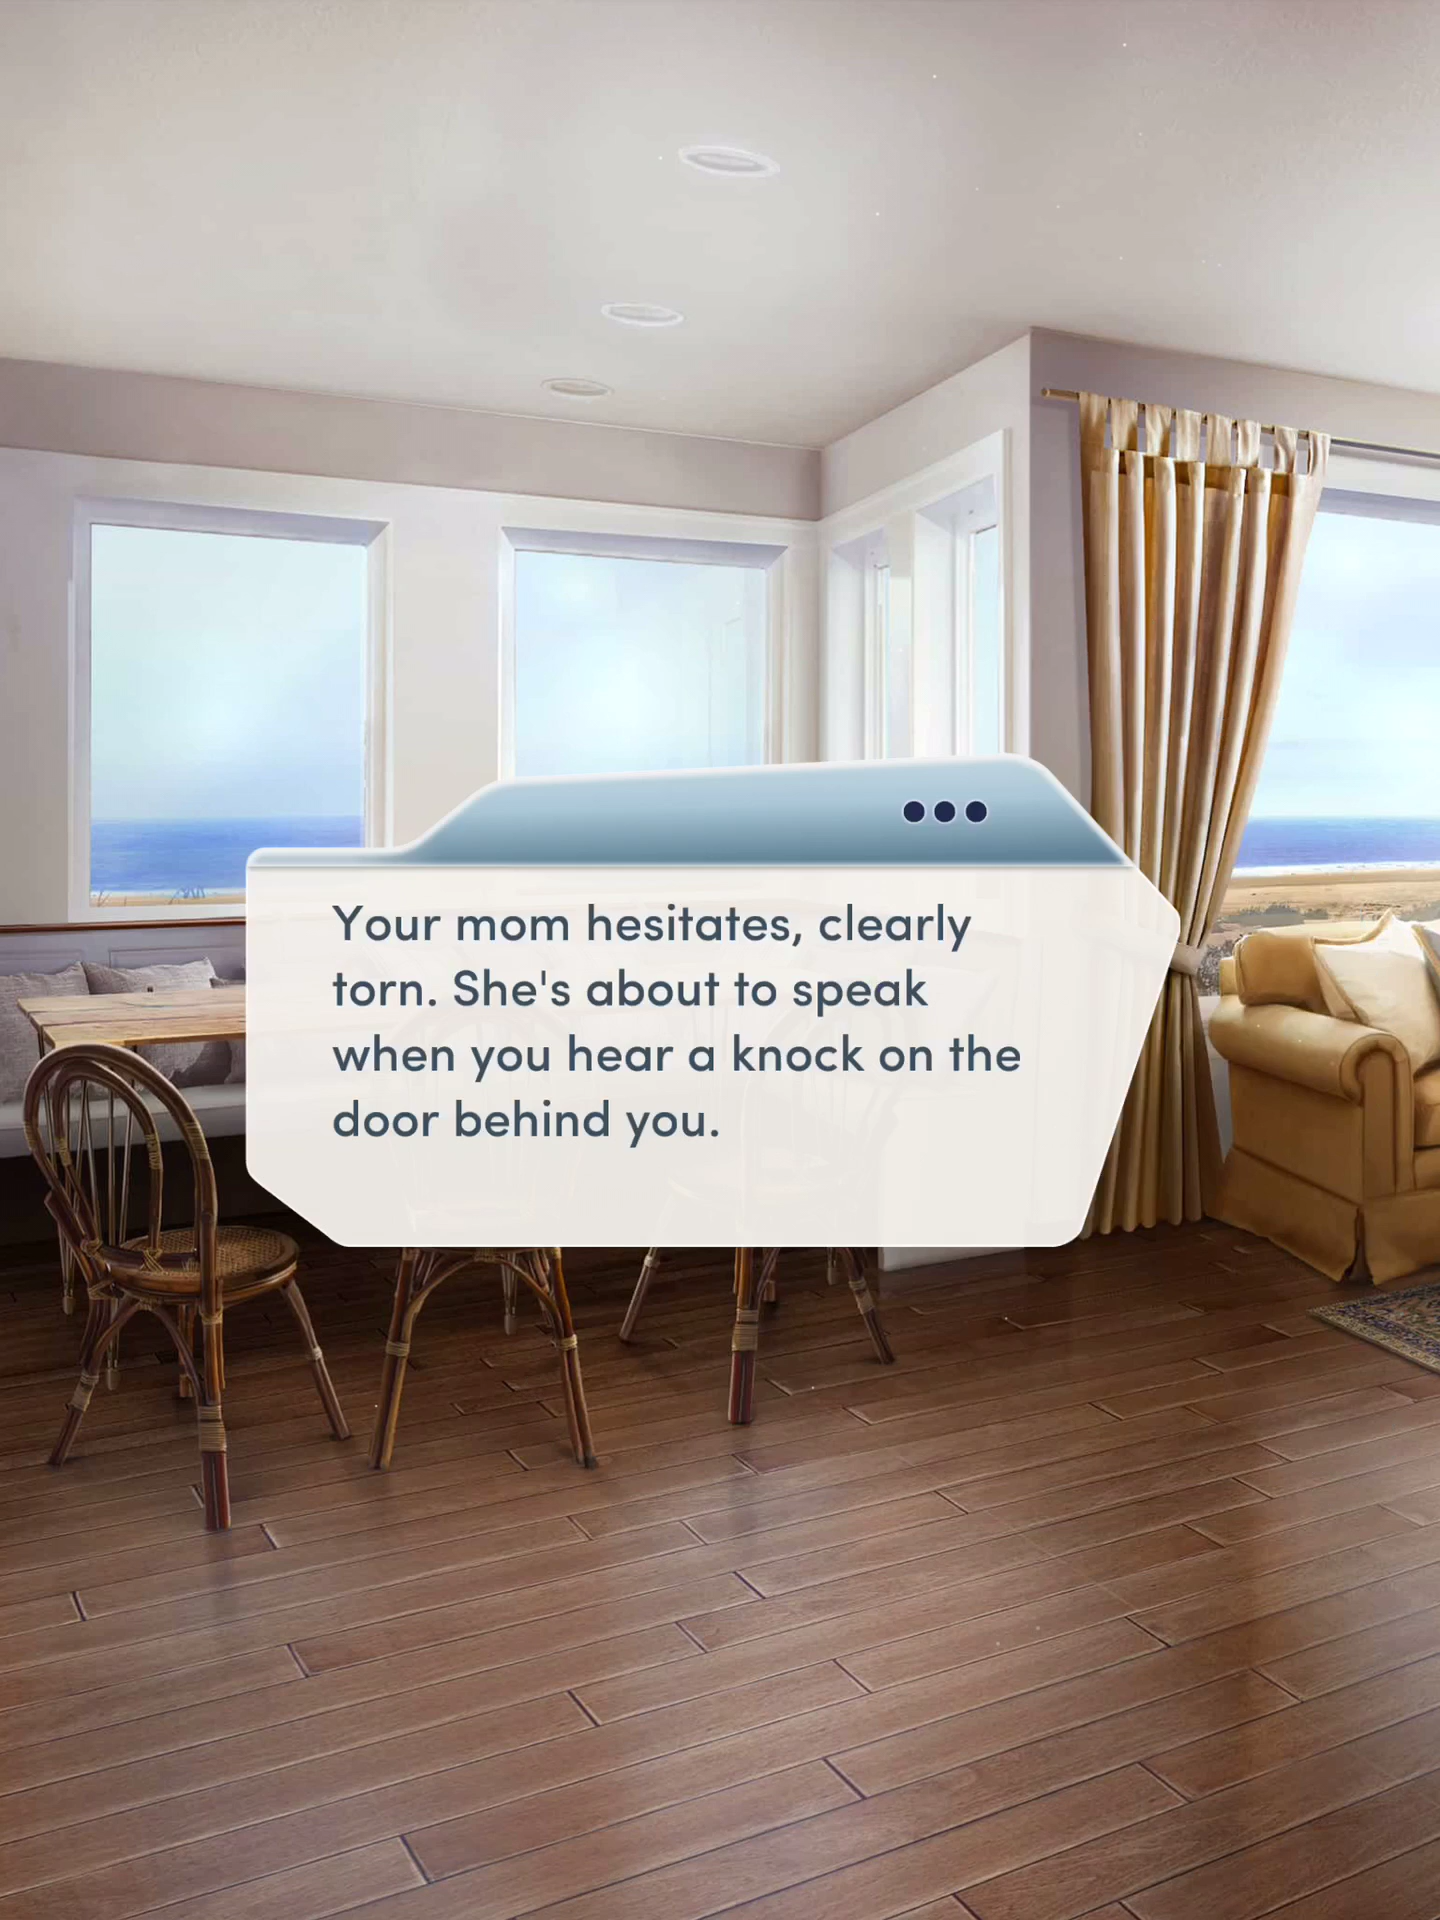 Your mom hesitates, clearly
torn. She's about to speak
when you hear a knock on the
door behind you.